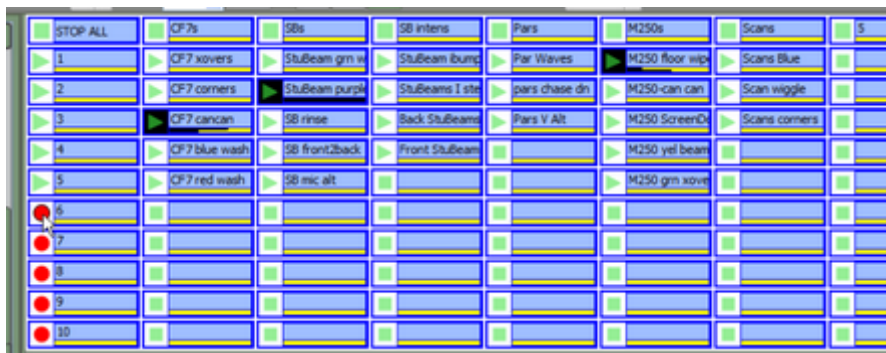 STOP ALL CF7s SBs SB intens Pars M250s Scans S
1 CF7 xovers StuBeam grn w StuBeam ibump Par Waves M250 floor wip Scans Blue
2 CF7 corners StuBeam purple StuBeams I ste pars chase dn M250-can can Scan wiggle
3 CF7 cancan SB rinse Back StuBeams Pars V Alt M250 ScreenDo Scans corners
4 CF7 blue wash SB front2back Front StuBeam M250 yel beam
5 CF7 red wash SB mic alt M250 grn xove
6
7
8
9
10